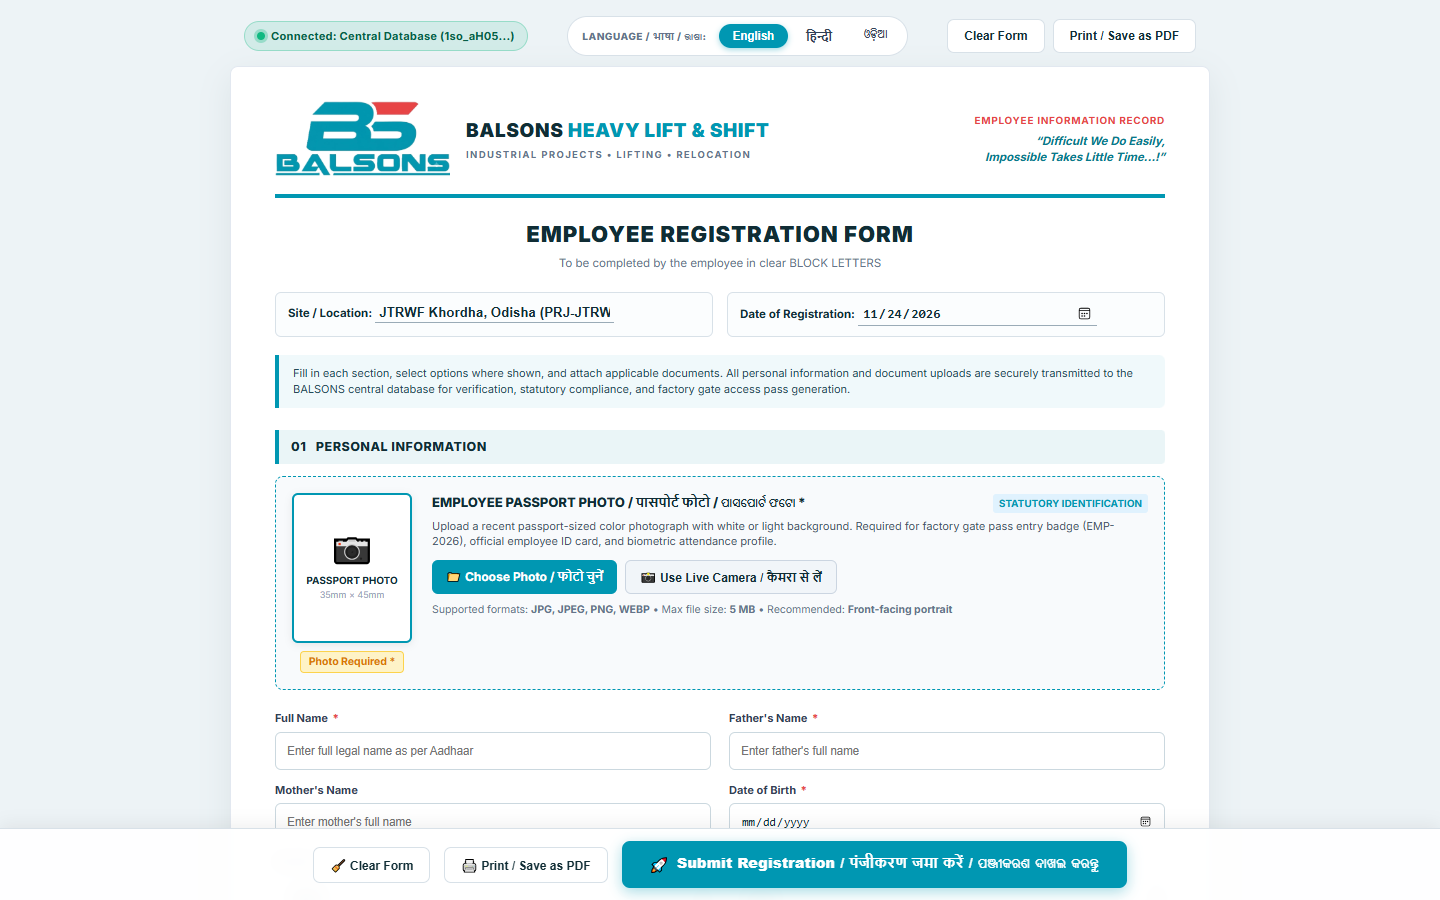 Connected: Central Database (1so_aH05...)
LANGUAGE / भाषा / ଭାଷା:
English
हिन्दी
ଓଡ଼ିଆ
Clear Form
Print / Save as PDF
BS
BALSONS
BALSONS HEAVY LIFT & SHIFT
INDUSTRIAL PROJECTS • LIFTING • RELOCATION
EMPLOYEE INFORMATION RECORD
“Difficult We Do Easily,
Impossible Takes Little Time...!”
EMPLOYEE REGISTRATION FORM
To be completed by the employee in clear BLOCK LETTERS
Site / Location: JTRWF Khordha, Odisha (PRJ-JTRW
Date of Registration: 11/24/2026
Fill in each section, select options where shown, and attach applicable documents. All personal information and document uploads are securely transmitted to the
BALSONS central database for verification, statutory compliance, and factory gate access pass generation.
01 PERSONAL INFORMATION
PASSPORT PHOTO
35mm × 45mm
Photo Required *
EMPLOYEE PASSPORT PHOTO / पासपोर्ट फोटो / ପାସପୋର୍ଟ ଫଟୋ *
STATUTORY IDENTIFICATION
Upload a recent passport-sized color photograph with white or light background. Required for factory gate pass entry badge (EMP-
2026), official employee ID card, and biometric attendance profile.
Choose Photo / फोटो चुनें
Use Live Camera / कैमरा से लें
Supported formats: JPG, JPEG, PNG, WEBP • Max file size: 5 MB • Recommended: Front-facing portrait
Full Name *
Father's Name *
Enter full legal name as per Aadhaar
Enter father's full name
Mother's Name
Date of Birth *
Enter mother's full name
mm/dd/yyyy
Clear Form
Print / Save as PDF
Submit Registration / पंजीकरण जमा करें / ପଞ୍ଜୀକରଣ ଦାଖଲ କରନ୍ତୁ